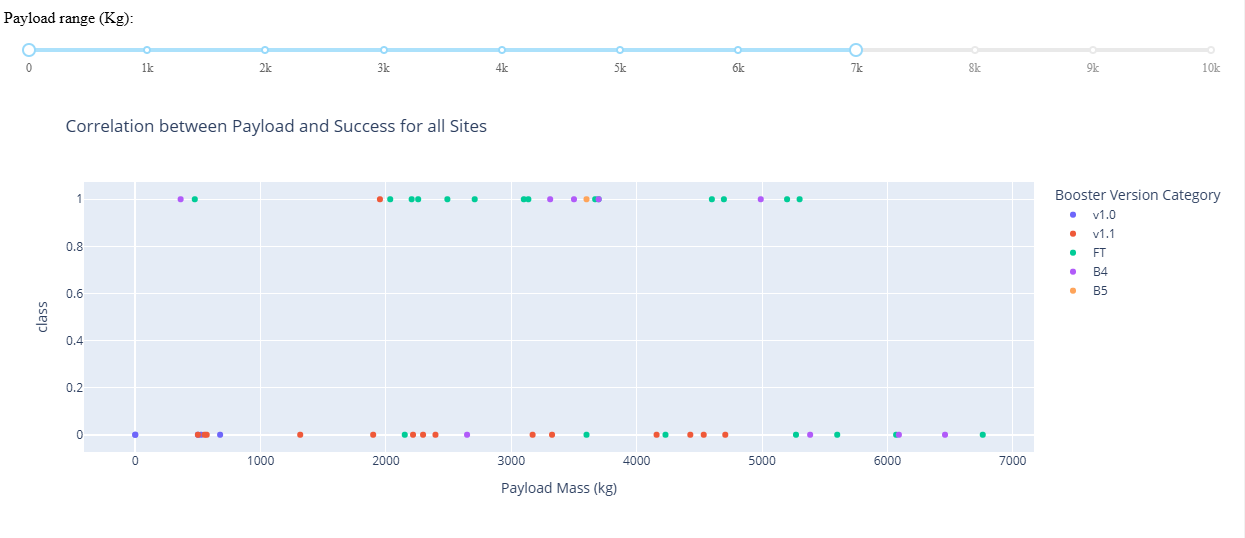 Payload range (Kg):
0 1k 2k 3k 4k 5k 6k 7k 8k 9k 10k
Correlation between Payload and Success for all Sites
1
0.8
0.6
0.4
0.2
0
class
0 1000 2000 3000 4000 5000 6000 7000
Payload Mass (kg)
Booster Version Category
v1.0
v1.1
FT
B4
B5